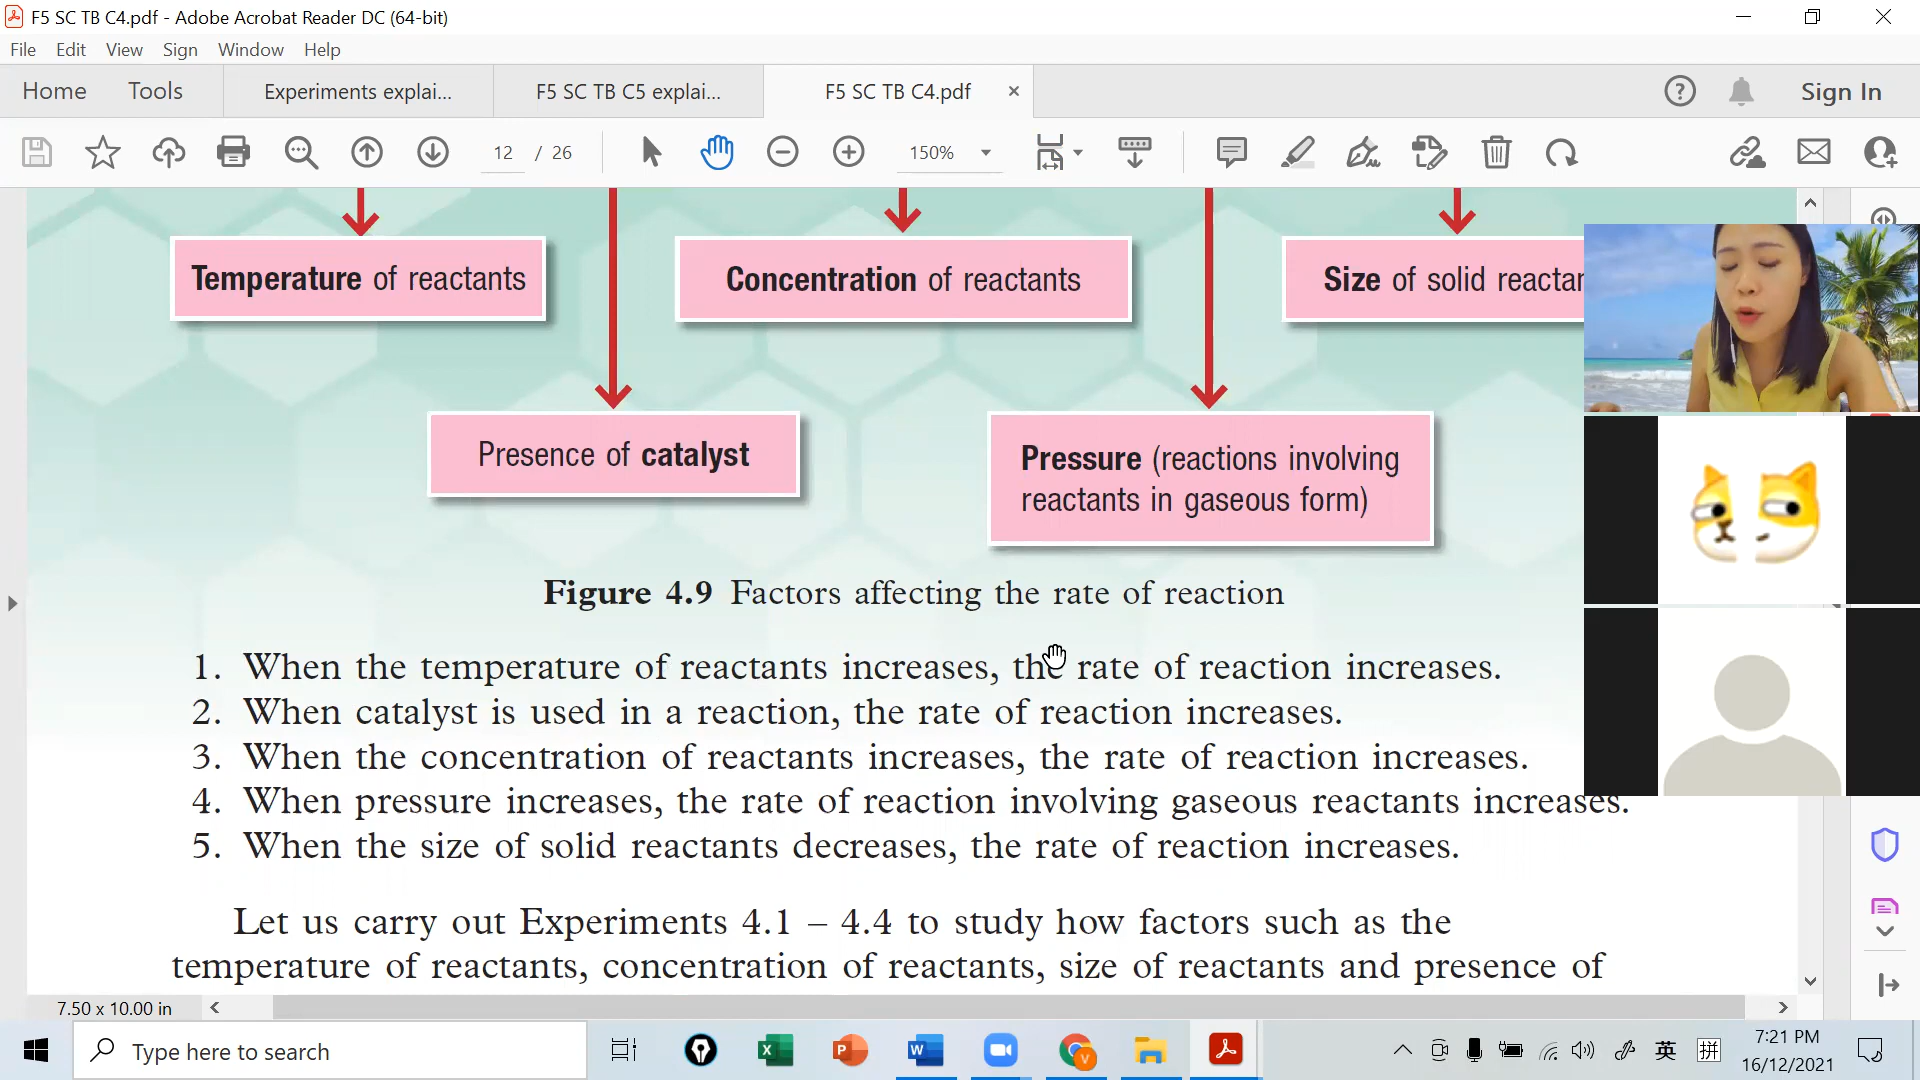 F5 SC TB C4.pdf - Adobe Acrobat Reader DC (64-bit)
File Edit View Sign Window Help
Home Tools Experiments explai... F5 SC TB C5 explai... F5 SC TB C4.pdf × Sign In
12 / 26 150%
Temperature of reactants
Concentration of reactants
Size of solid reactan
Presence of catalyst
Pressure (reactions involving
reactants in gaseous form)
Figure 4.9 Factors affecting the rate of reaction
1. When the temperature of reactants increases, the rate of reaction increases.
2. When catalyst is used in a reaction, the rate of reaction increases.
3. When the concentration of reactants increases, the rate of reaction increases.
4. When pressure increases, the rate of reaction involving gaseous reactants increases.
5. When the size of solid reactants decreases, the rate of reaction increases.
Let us carry out Experiments 4.1 – 4.4 to study how factors such as the
temperature of reactants, concentration of reactants, size of reactants and presence of
7.50 x 10.00 in
Type here to search
英 拼
7:21 PM
16/12/2021